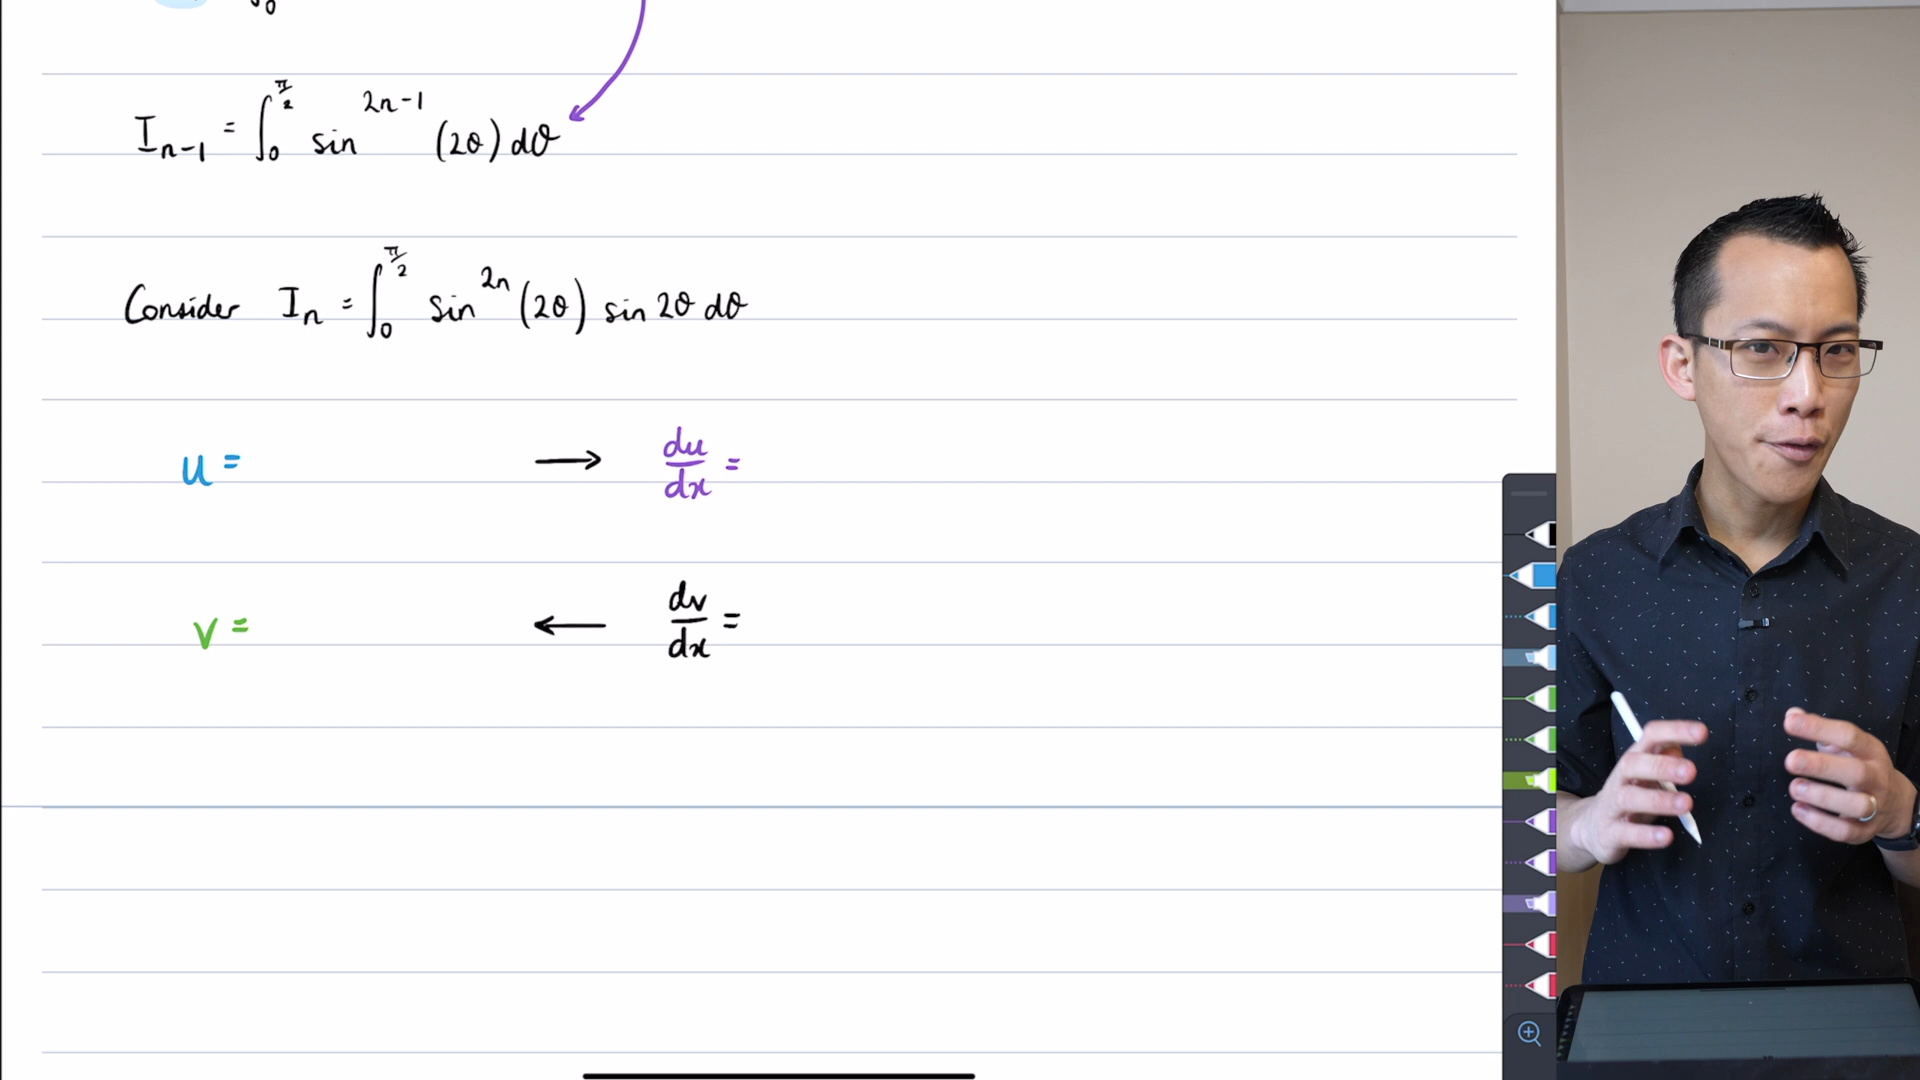 0
I_{n-1} = ∫_0^{π/2} sin^{2n-1} (2θ) dθ
Consider I_n = ∫_0^{π/2} sin^{2n} (2θ) sin 2θ dθ
u = → du/dx =
v = ← dv/dx =